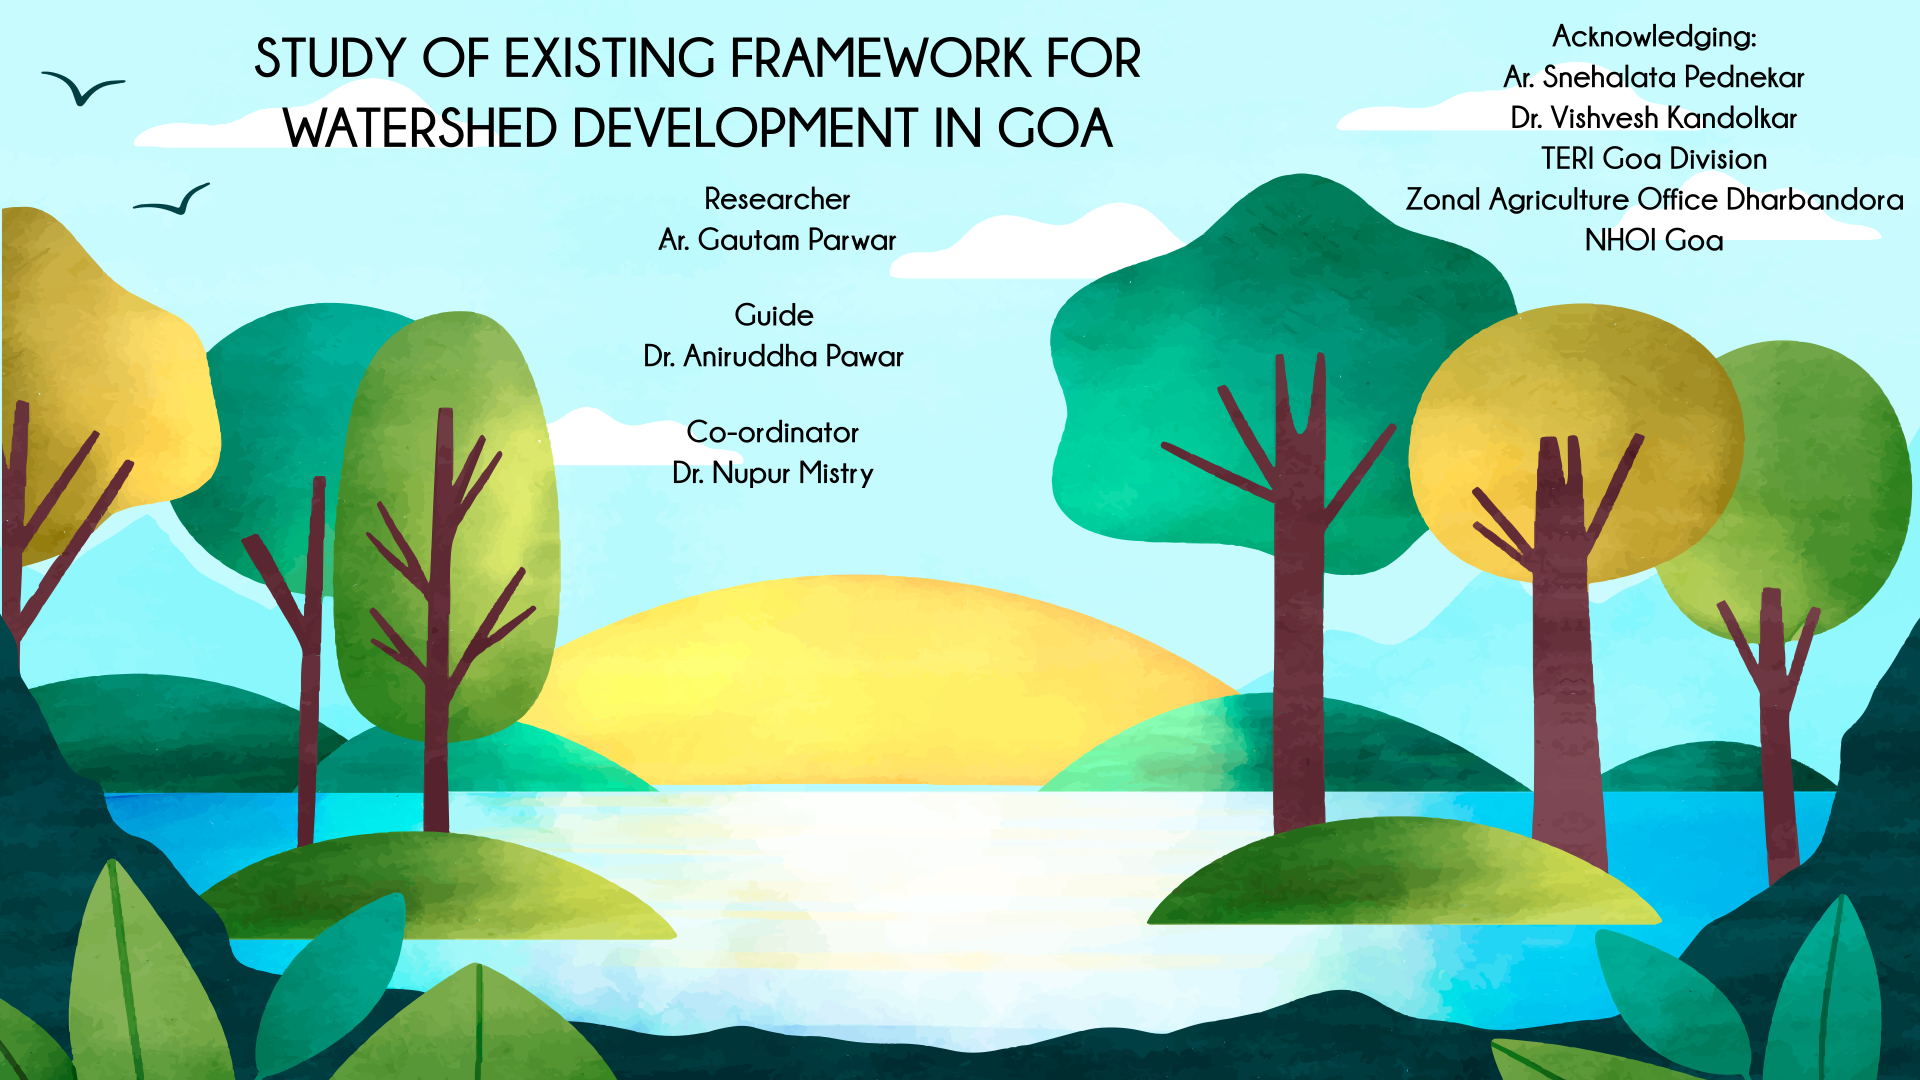 STUDY OF EXISTING FRAMEWORK FOR
WATERSHED DEVELOPMENT IN GOA
Researcher
Ar. Gautam Parwar
Guide
Dr. Aniruddha Pawar
Co-ordinator
Dr. Nupur Mistry
Acknowledging:
Ar. Snehalata Pednekar
Dr. Vishvesh Kandolkar
TERI Goa Division
Zonal Agriculture Office Dharbandora
NHOI Goa